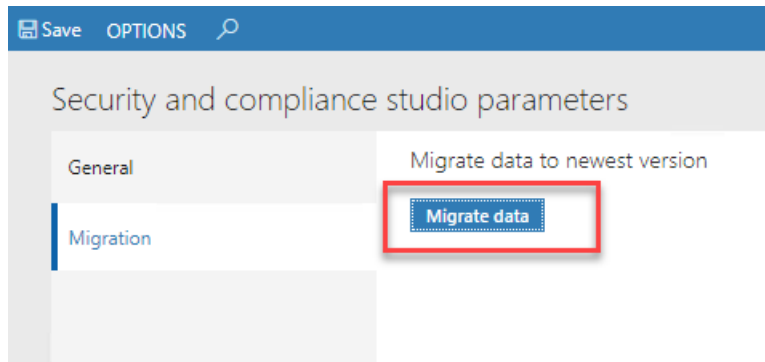 Save OPTIONS
Security and compliance studio parameters
General
Migration
Migrate data to newest version
Migrate data